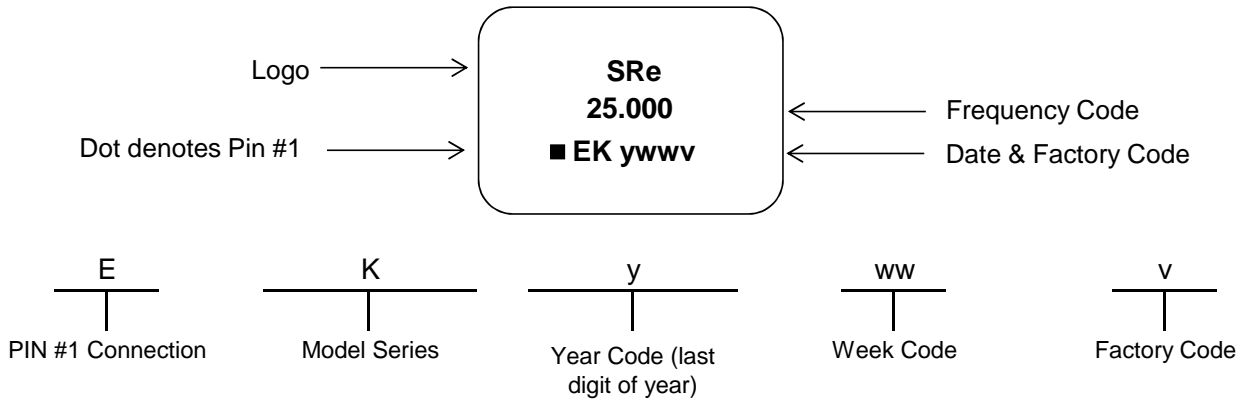 Logo
SRe
25.000
Frequency Code
Dot denotes Pin #1
■ EK ywwv
Date & Factory Code
E
K
y
ww
v
PIN #1 Connection
Model Series
Year Code (last
digit of year)
Week Code
Factory Code